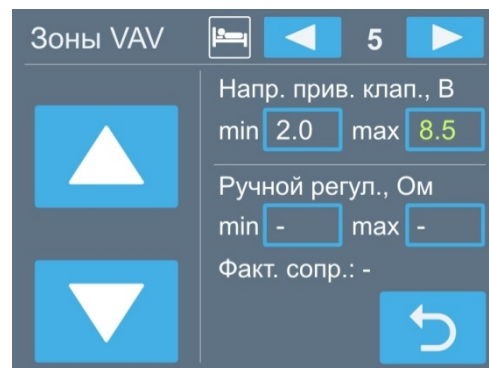 Зоны VAV 5
Напр. прив. клап., В
min 2.0 max 8.5
Ручной регул., Ом
min - max -
Факт. сопр.: -